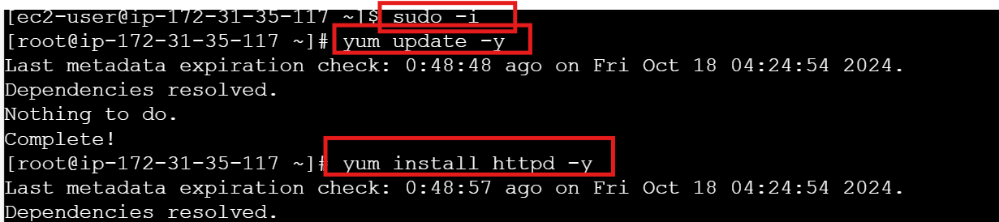 [ec2-user@ip-172-31-35-117 ~]$ sudo -i
[root@ip-172-31-35-117 ~]# yum update -y
Last metadata expiration check: 0:48:48 ago on Fri Oct 18 04:24:54 2024.
Dependencies resolved.
Nothing to do.
Complete!
[root@ip-172-31-35-117 ~]# yum install httpd -y
Last metadata expiration check: 0:48:57 ago on Fri Oct 18 04:24:54 2024.
Dependencies resolved.